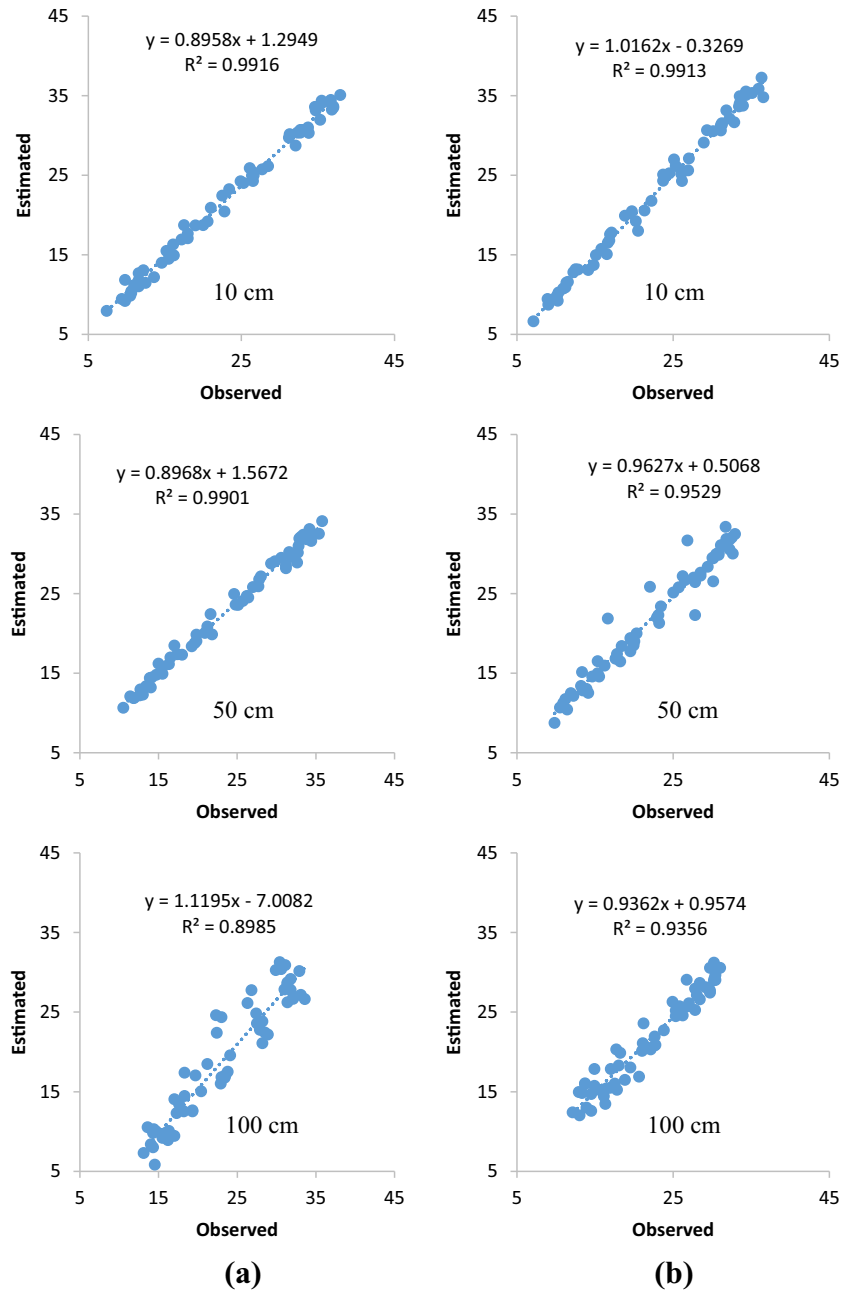 45
35
25
15
5
Estimated
y = 0.8958x + 1.2949
R² = 0.9916
10 cm
5 25 45
Observed
45
35
25
15
5
Estimated
y = 1.0162x - 0.3269
R² = 0.9913
10 cm
5 25 45
Observed
45
35
25
15
5
Estimated
y = 0.8968x + 1.5672
R² = 0.9901
50 cm
5 15 25 35 45
Observed
45
35
25
15
5
Estimated
y = 0.9627x + 0.5068
R² = 0.9529
50 cm
5 25 45
Observed
45
35
25
15
5
Estimated
y = 1.1195x - 7.0082
R² = 0.8985
100 cm
5 15 25 35 45
Observed
45
35
25
15
5
Estimated
y = 0.9362x + 0.9574
R² = 0.9356
100 cm
5 25 45
Observed
(a) (b)